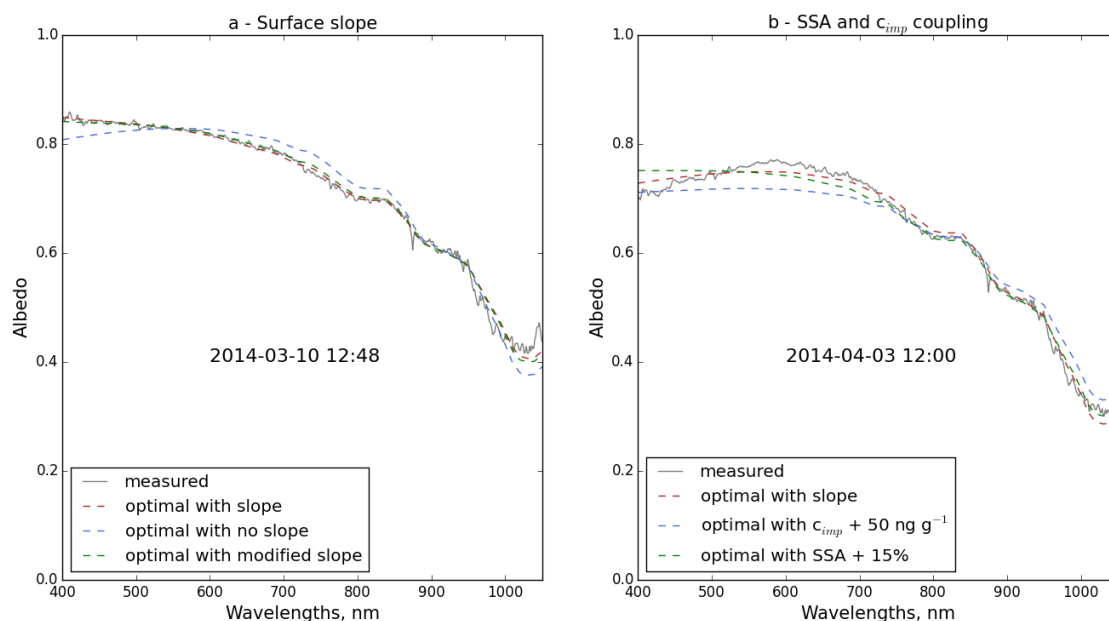 a - Surface slope
1.0
0.8
0.6
0.4
0.2
0.0
Albedo
2014-03-10 12:48
measured
optimal with slope
optimal with no slope
optimal with modified slope
400 500 600 700 800 900 1000
Wavelengths, nm
b - SSA and c_imp coupling
1.0
0.8
0.6
0.4
0.2
0.0
Albedo
2014-04-03 12:00
measured
optimal with slope
optimal with c_imp + 50 ng g⁻¹
optimal with SSA + 15%
400 500 600 700 800 900 1000
Wavelengths, nm